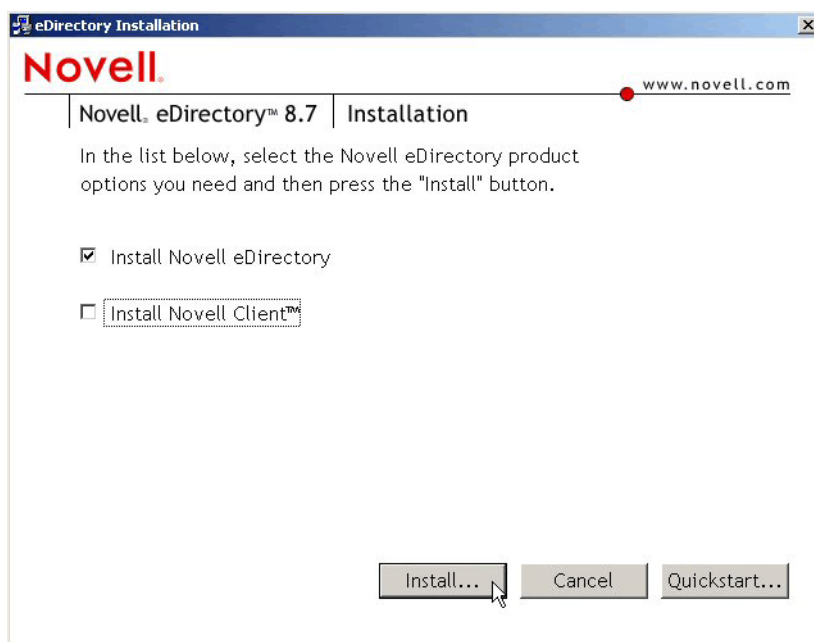 eDirectory Installation
Novell®
www.novell.com
Novell® eDirectory™ 8.7 Installation
In the list below, select the Novell eDirectory product
options you need and then press the "Install" button.
Install Novell eDirectory
Install Novell Client™
Install... Cancel Quickstart...